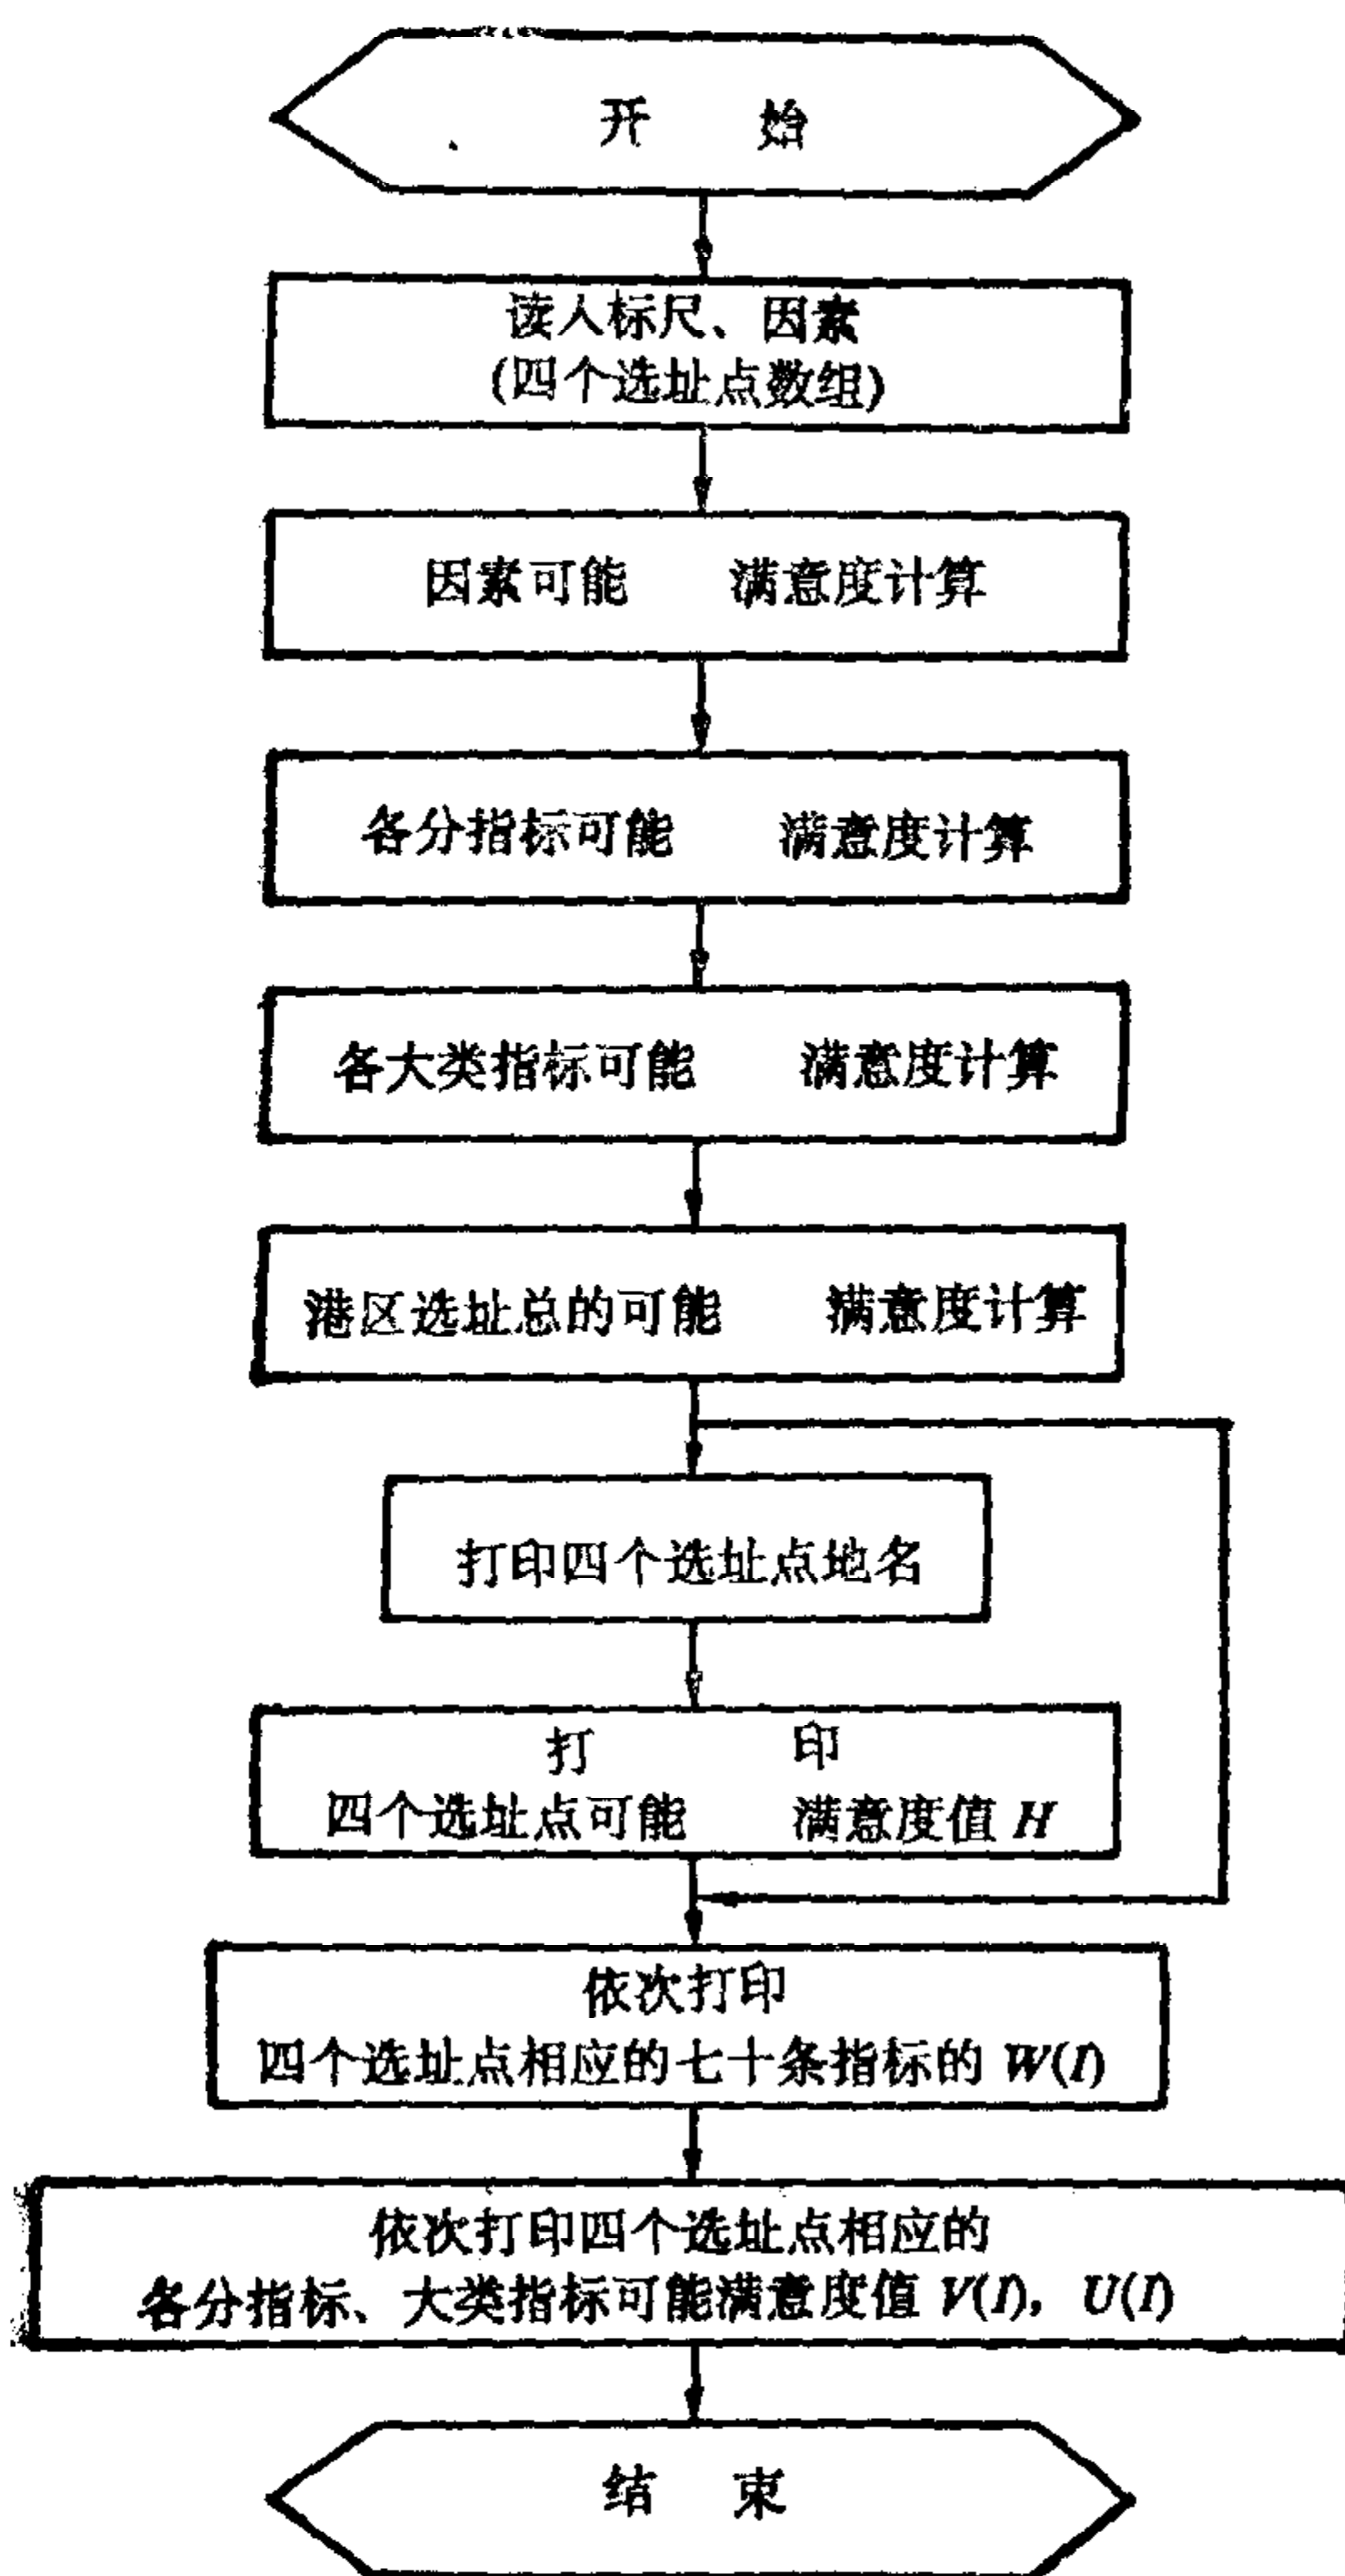 开 始
读入标尺、因素
(四个选址点数组)
因素可能 满意度计算
各分指标可能 满意度计算
各大类指标可能 满意度计算
港区选址总的可能 满意度计算
打印四个选址点地名
打 印
四个选址点可能 满意度值 H
依次打印
四个选址点相应的七十条指标的 W(I)
依次打印四个选址点相应的
各分指标、大类指标可能满意度值 V(I), U(I)
结 束